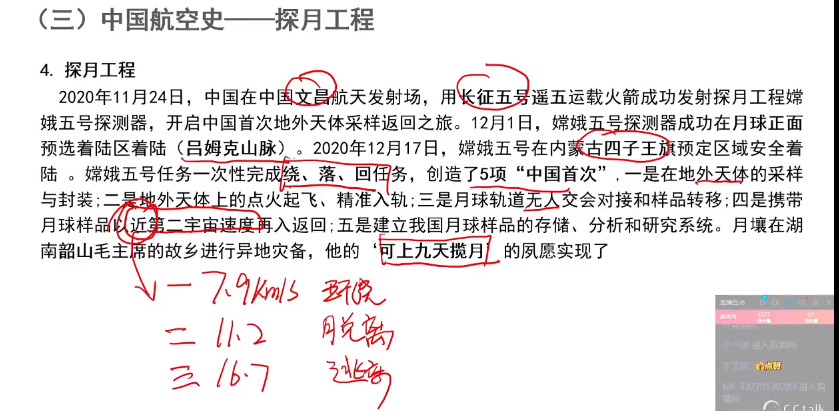 （三）中国航空史——探月工程
4. 探月工程
2020年11月24日，中国在中国文昌航天发射场，用长征五号遥五运载火箭成功发射探月工程嫦
娥五号探测器，开启中国首次地外天体采样返回之旅。12月1日，嫦娥五号探测器成功在月球正面
预选着陆区着陆（吕姆克山脉）。2020年12月17日，嫦娥五号在内蒙古四子王旗预定区域安全着
陆 。嫦娥五号任务一次性完成绕、落、回任务，创造了5项“中国首次”，一是在地外天体的采样
与封装;二是地外天体上的点火起飞、精准入轨;三是月球轨道无人交会对接和样品转移;四是携带
月球样品以近第二宇宙速度再入返回;五是建立我国月球样品的存储、分析和研究系统。月壤在湖
南韶山毛主席的故乡进行异地灾备，他的‘可上九天揽月’的夙愿实现了
一 7.9km/s 环绕
二 11.2 脱离
三 16.7 逃离
进入直播间
点赞
bilk_33270139283 进入直
播间
CCtalk